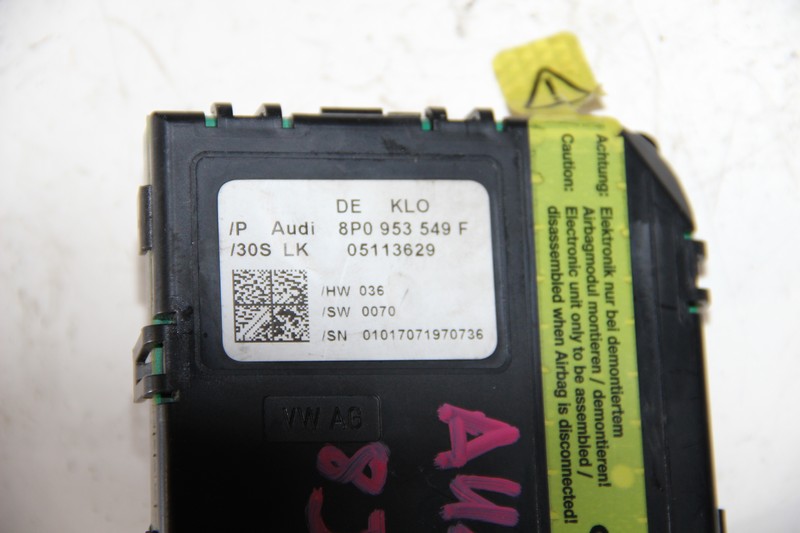 DE KLO
/P Audi 8P0 953 549 F
/30S LK 05113629
/HW 036
/SW 0070
/SN 01017071970736
VW AG
Achtung: Elektronik nur bei demontiertem
Airbagmodul montieren / demontieren!
Caution: Electronic unit only to be assembled /
disassembled when Airbag is disconnected!